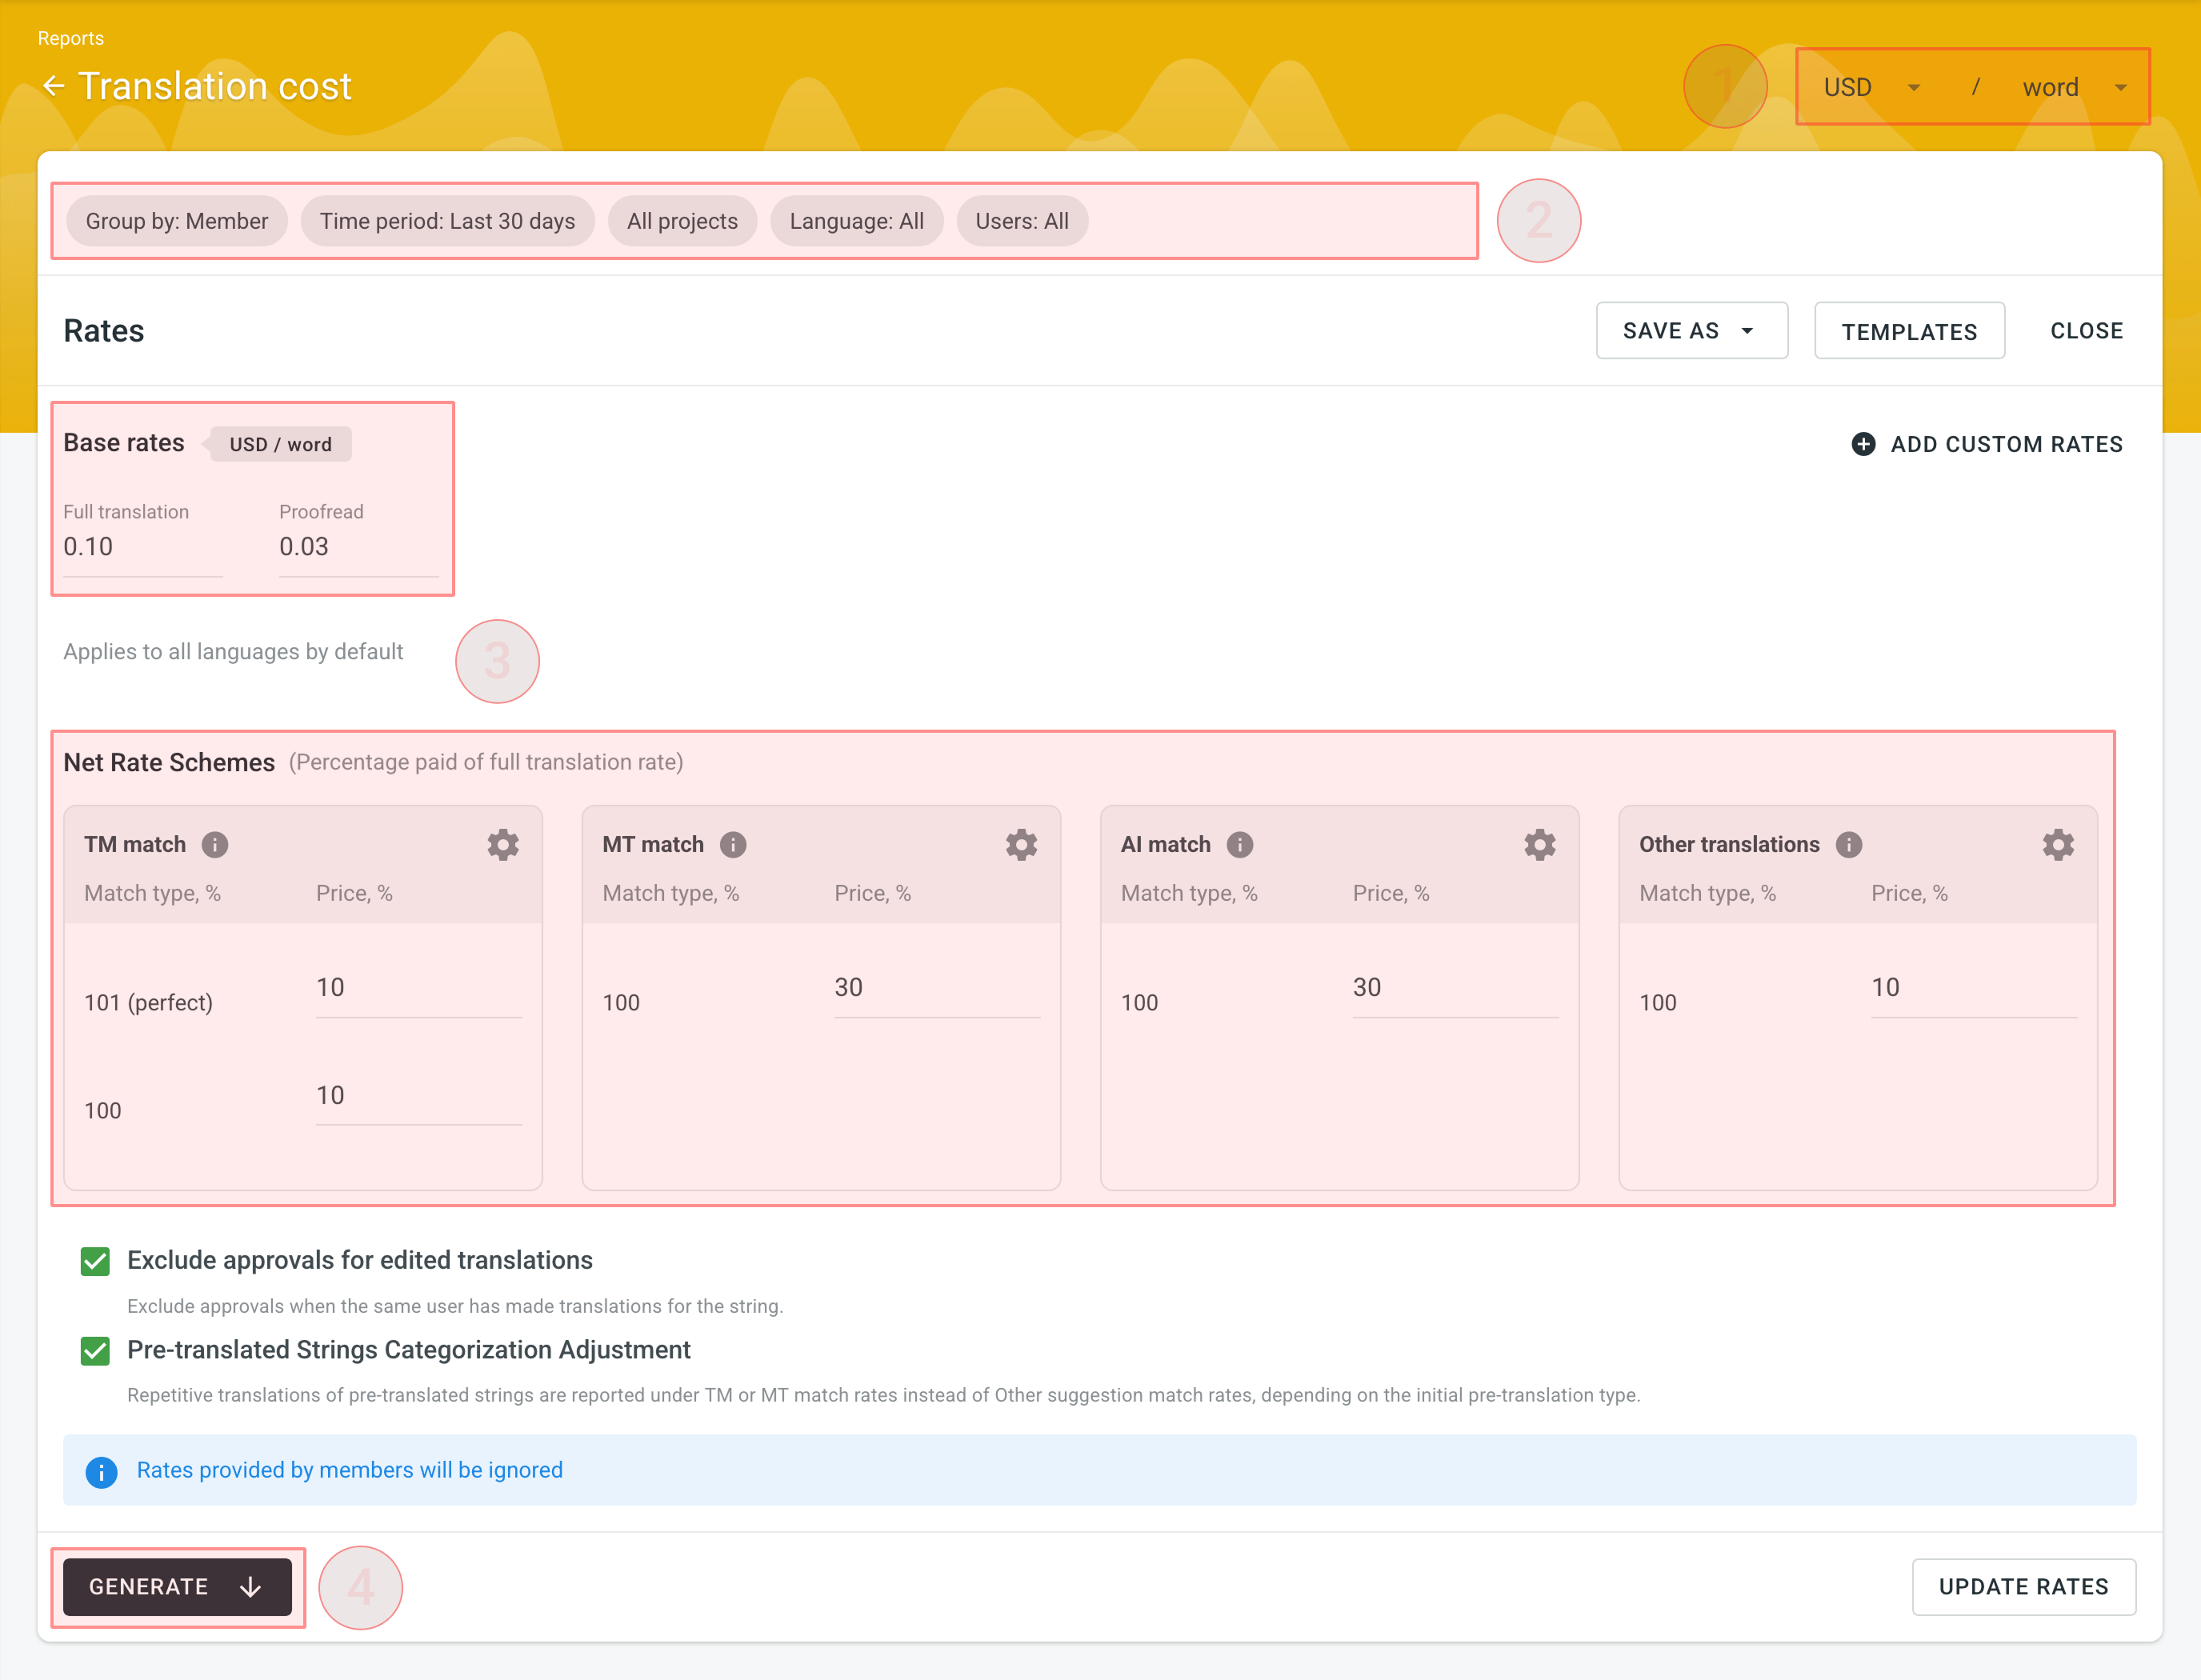 Reports
Translation cost
1
USD / word
Group by: Member Time period: Last 30 days All projects Language: All Users: All
2
Rates
SAVE AS TEMPLATES CLOSE
Base rates USD / word
ADD CUSTOM RATES
Full translation Proofread
0.10 0.03
Applies to all languages by default
3
Net Rate Schemes (Percentage paid of full translation rate)
TM match MT match AI match Other translations
Match type, % Price, % Match type, % Price, % Match type, % Price, % Match type, % Price, %
101 (perfect) 10 100 30 100 30 100 10
100 10
Exclude approvals for edited translations
Exclude approvals when the same user has made translations for the string.
Pre-translated Strings Categorization Adjustment
Repetitive translations of pre-translated strings are reported under TM or MT match rates instead of Other suggestion match rates, depending on the initial pre-translation type.
Rates provided by members will be ignored
GENERATE
4
UPDATE RATES